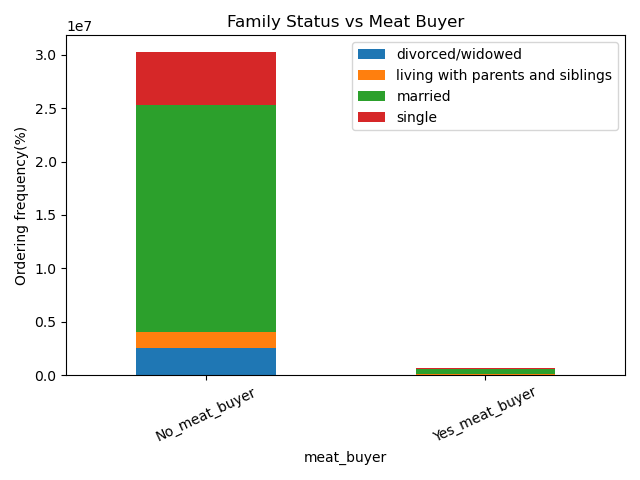 Family Status vs Meat Buyer
1e7
3.0
2.5
2.0
1.5
1.0
0.5
0.0
Ordering frequency(%)
divorced/widowed
living with parents and siblings
married
single
No_meat_buyer
Yes_meat_buyer
meat_buyer